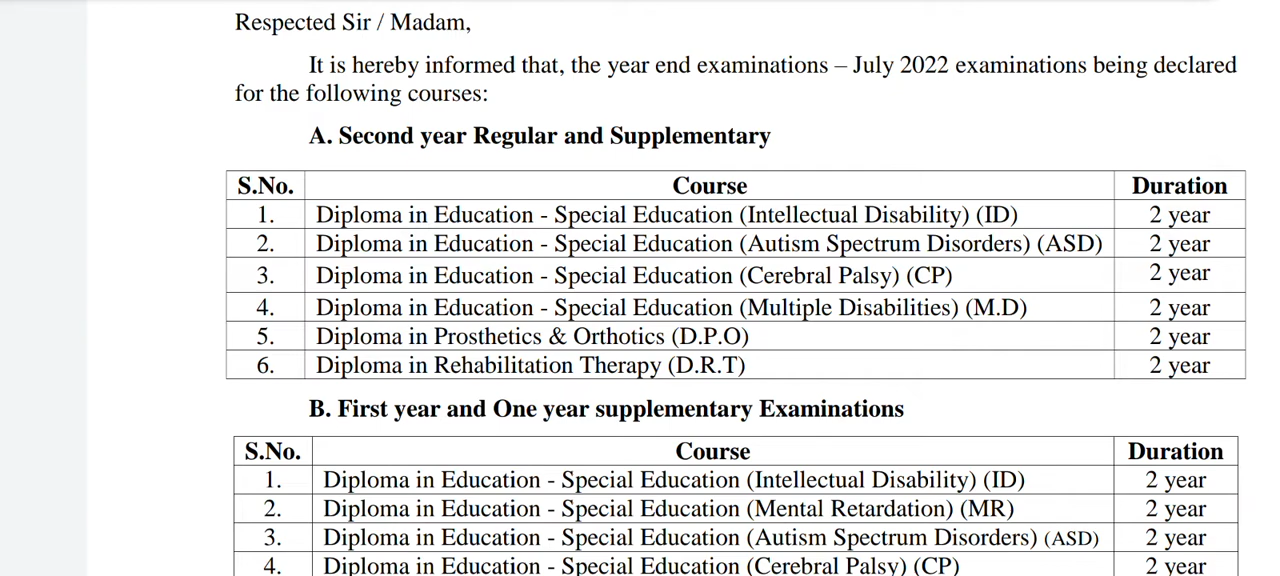 Respected Sir / Madam,
It is hereby informed that, the year end examinations – July 2022 examinations being declared
for the following courses:
A. Second year Regular and Supplementary
S.No. Course Duration
1. Diploma in Education - Special Education (Intellectual Disability) (ID) 2 year
2. Diploma in Education - Special Education (Autism Spectrum Disorders) (ASD) 2 year
3. Diploma in Education - Special Education (Cerebral Palsy) (CP) 2 year
4. Diploma in Education - Special Education (Multiple Disabilities) (M.D) 2 year
5. Diploma in Prosthetics & Orthotics (D.P.O) 2 year
6. Diploma in Rehabilitation Therapy (D.R.T) 2 year
B. First year and One year supplementary Examinations
S.No. Course Duration
1. Diploma in Education - Special Education (Intellectual Disability) (ID) 2 year
2. Diploma in Education - Special Education (Mental Retardation) (MR) 2 year
3. Diploma in Education - Special Education (Autism Spectrum Disorders) (ASD) 2 year
4. Diploma in Education - Special Education (Cerebral Palsy) (CP) 2 year